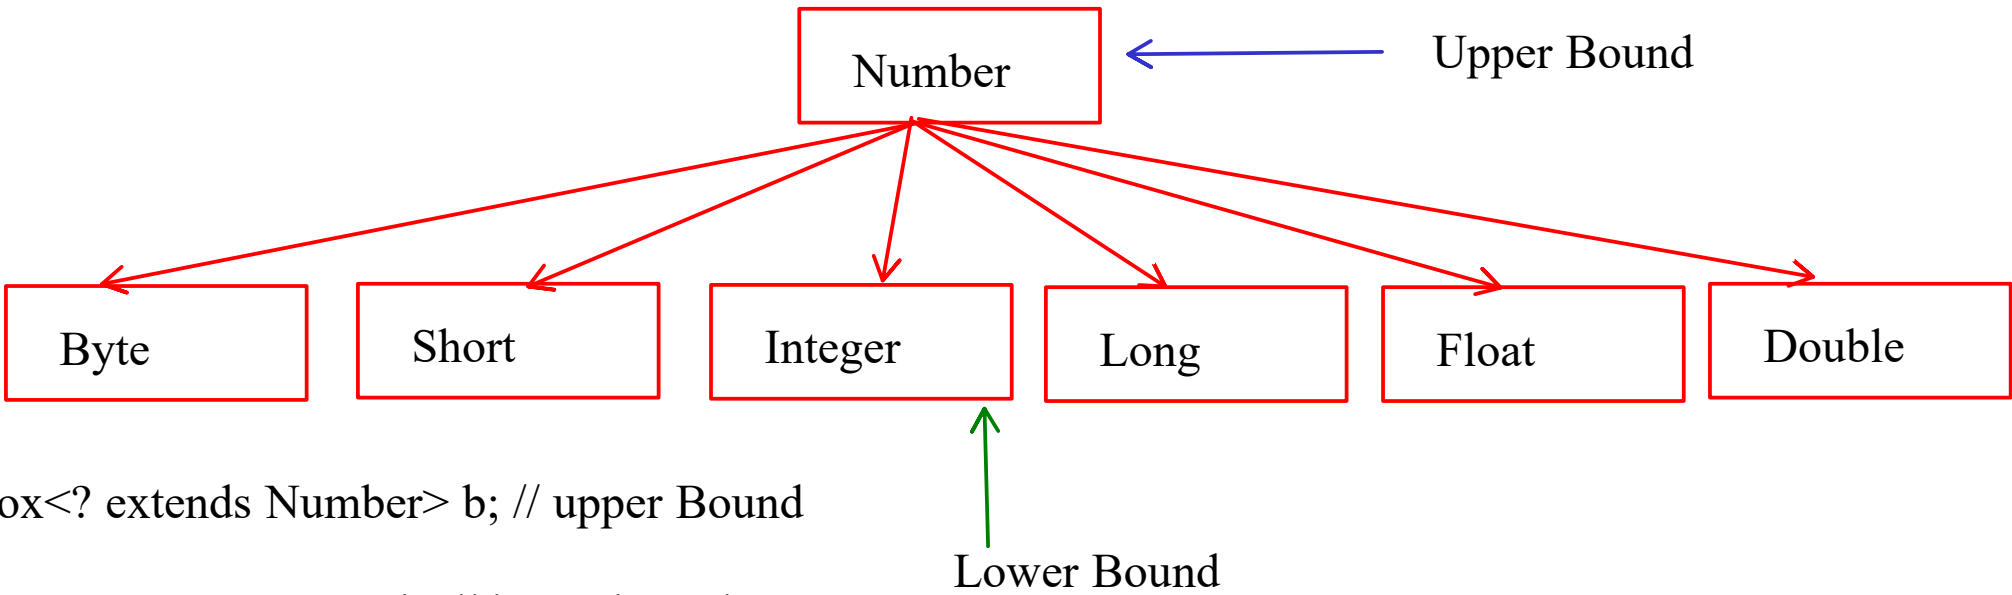 Number
Upper Bound
Byte
Short
Integer
Long
Float
Double
ox<? extends Number> b; // upper Bound
Lower Bound